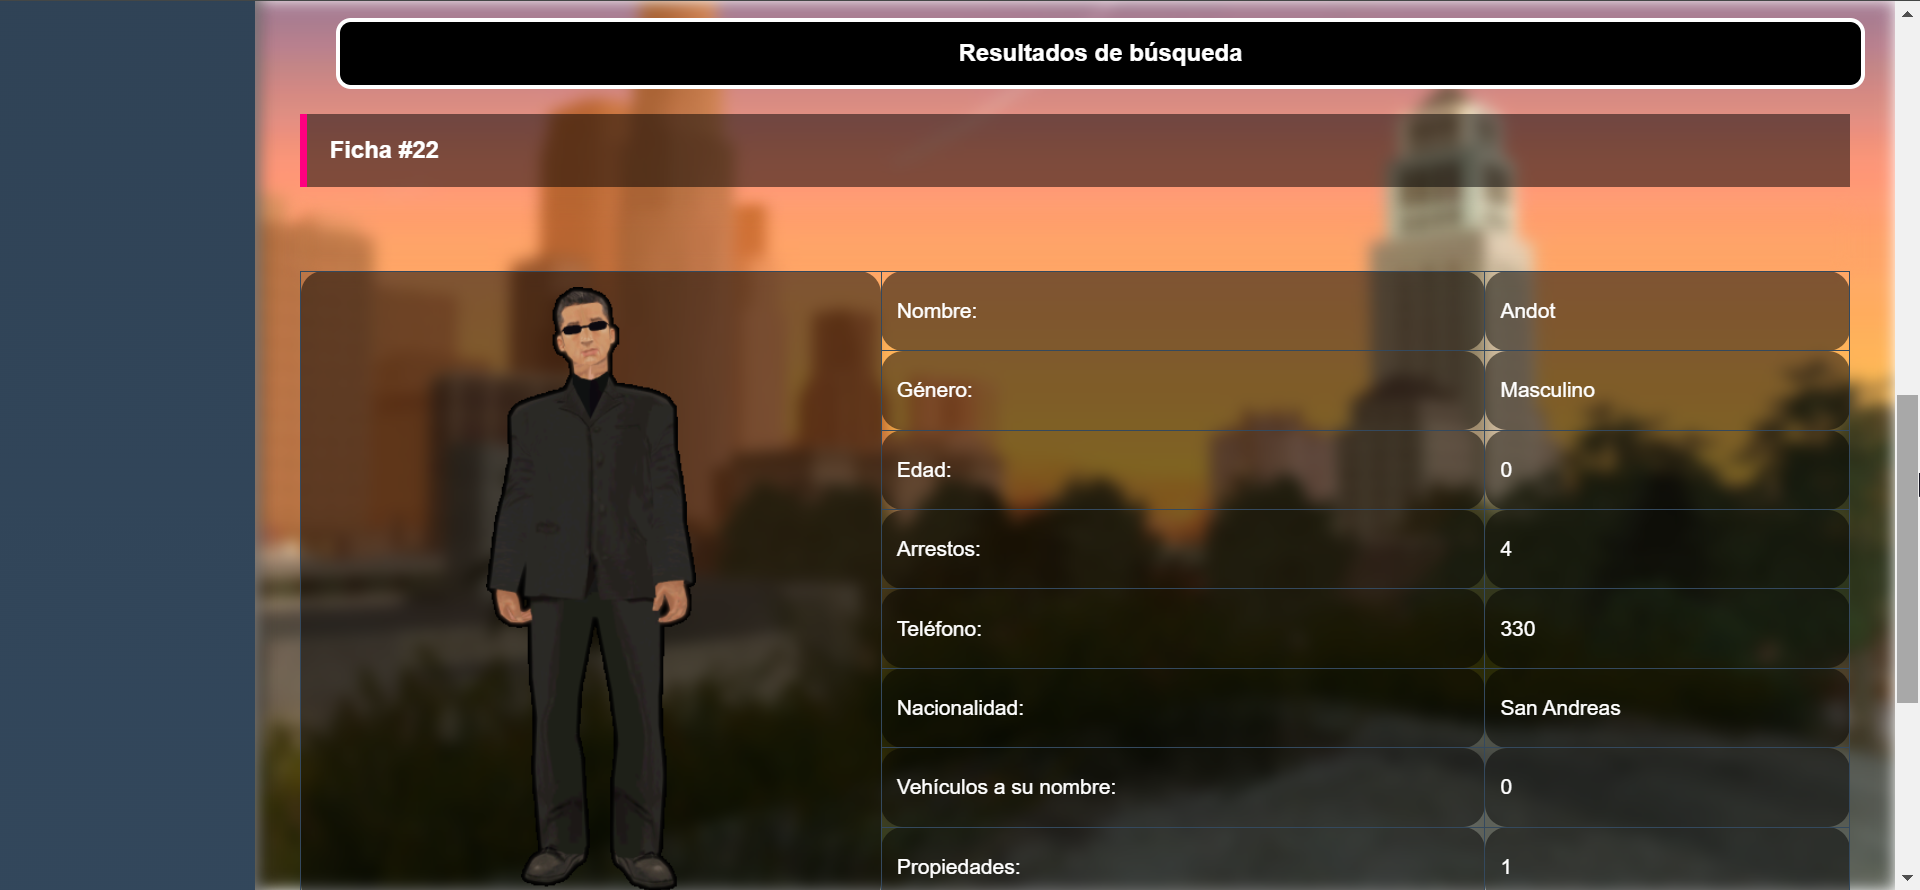 Resultados de búsqueda
Ficha #22
Nombre: Andot
Género: Masculino
Edad: 0
Arrestos: 4
Teléfono: 330
Nacionalidad: San Andreas
Vehículos a su nombre: 0
Propiedades: 1